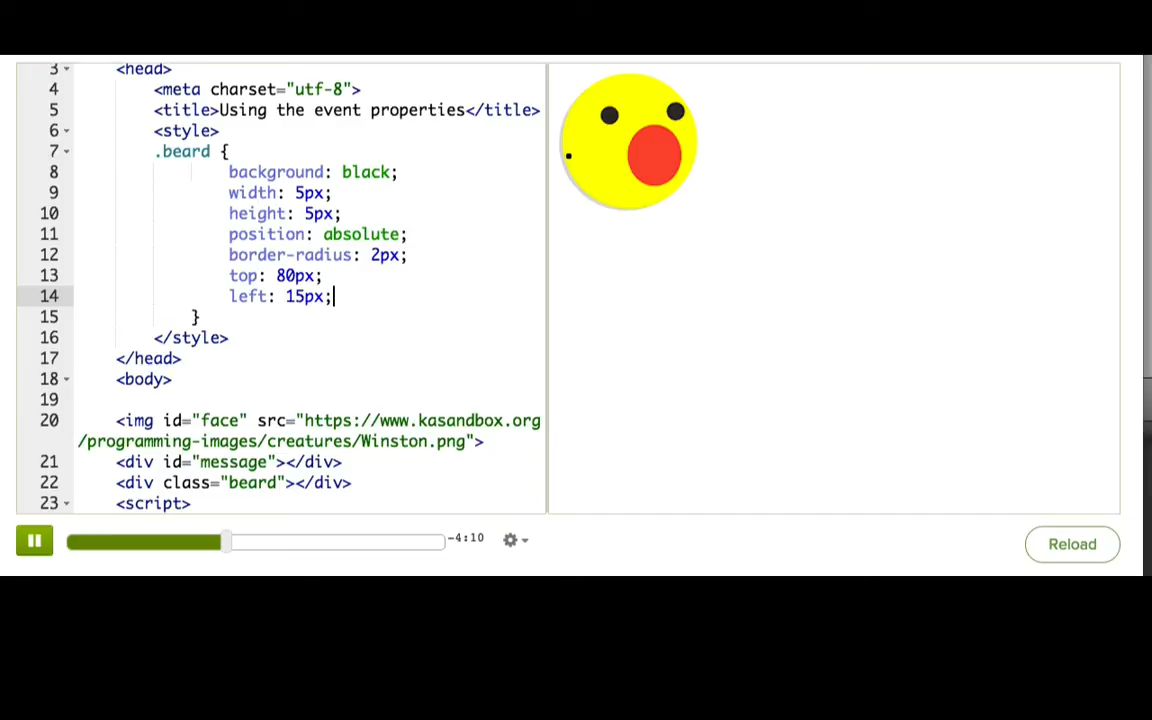 3 <head>
4 <meta charset="utf-8">
5 <title>Using the event properties</title>
6 <style>
7 .beard {
8 background: black;
9 width: 5px;
10 height: 5px;
11 position: absolute;
12 border-radius: 2px;
13 top: 80px;
14 left: 15px;
15 }
16 </style>
17 </head>
18 <body>
19
20 <img id="face" src="https://www.kasandbox.org
/programming-images/creatures/Winston.png">
21 <div id="message"></div>
22 <div class="beard"></div>
23 <script>
-4:10
Reload